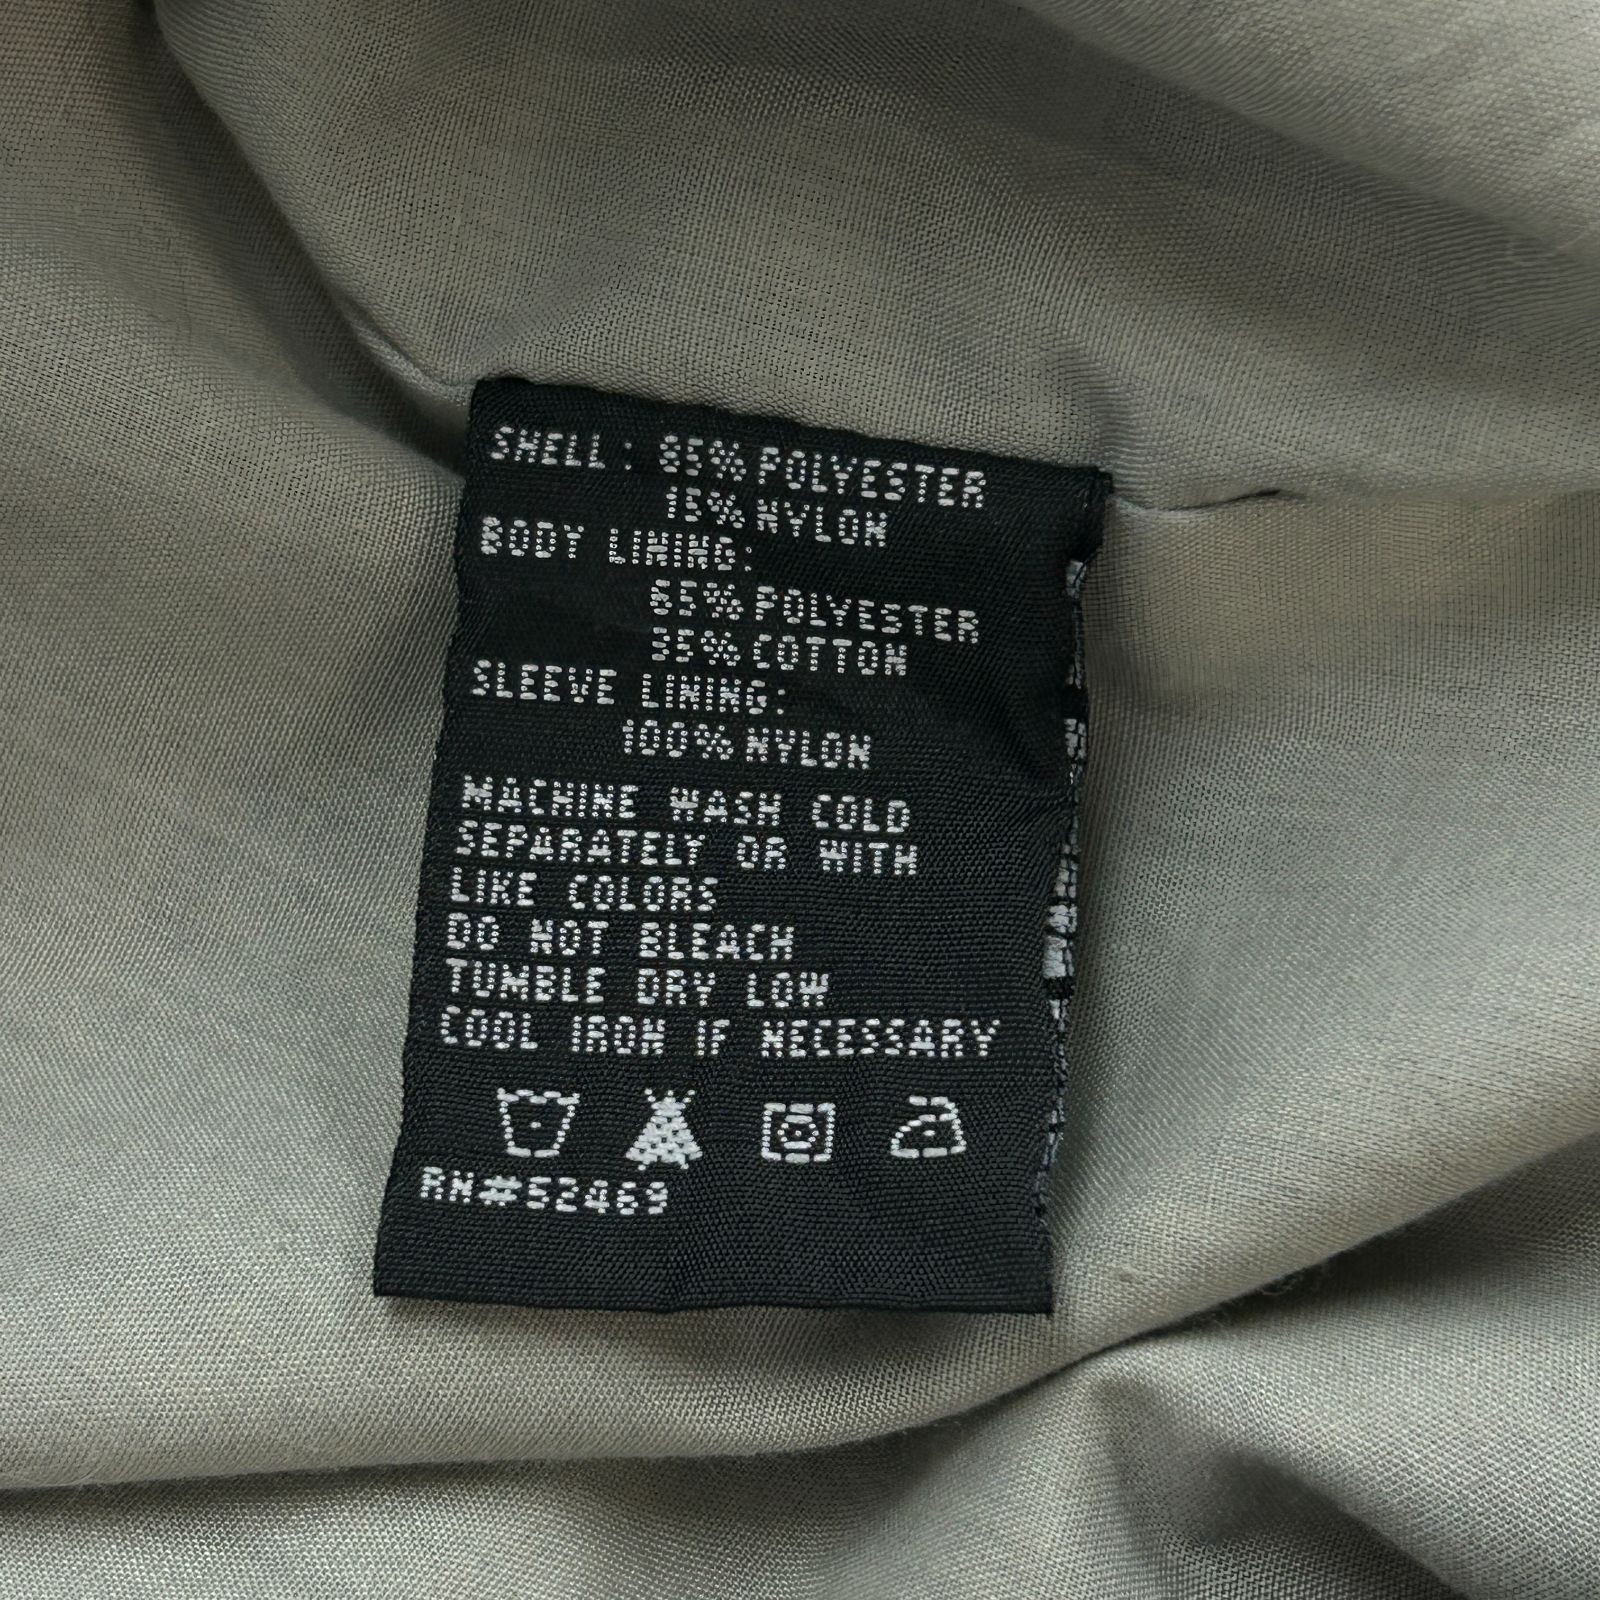 SHELL: 85% POLYESTER
15% NYLON
BODY LINING:
65% POLYESTER
35% COTTON
SLEEVE LINING:
100% NYLON
MACHINE WASH COLD
SEPARATELY OR WITH
LIKE COLORS
DO NOT BLEACH
TUMBLE DRY LOW
COOL IRON IF NECESSARY
RN#52469